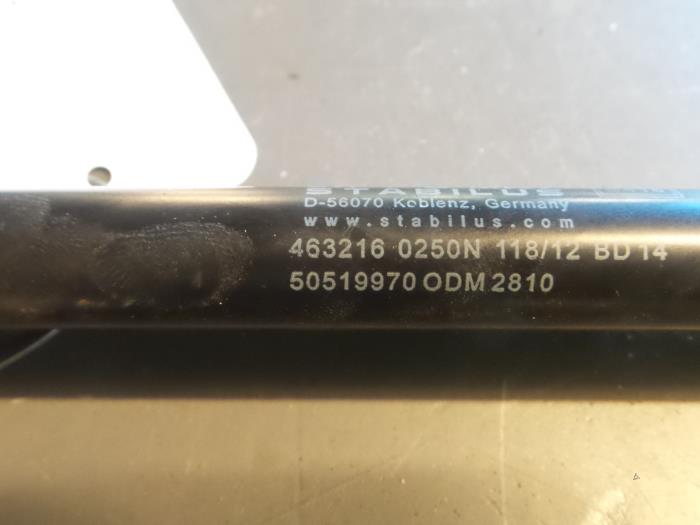 STABILUS
D-56070 Koblenz, Germany
www.stabilus.com
463216 0250N 118/12 BD 14
50519970 ODM 2810